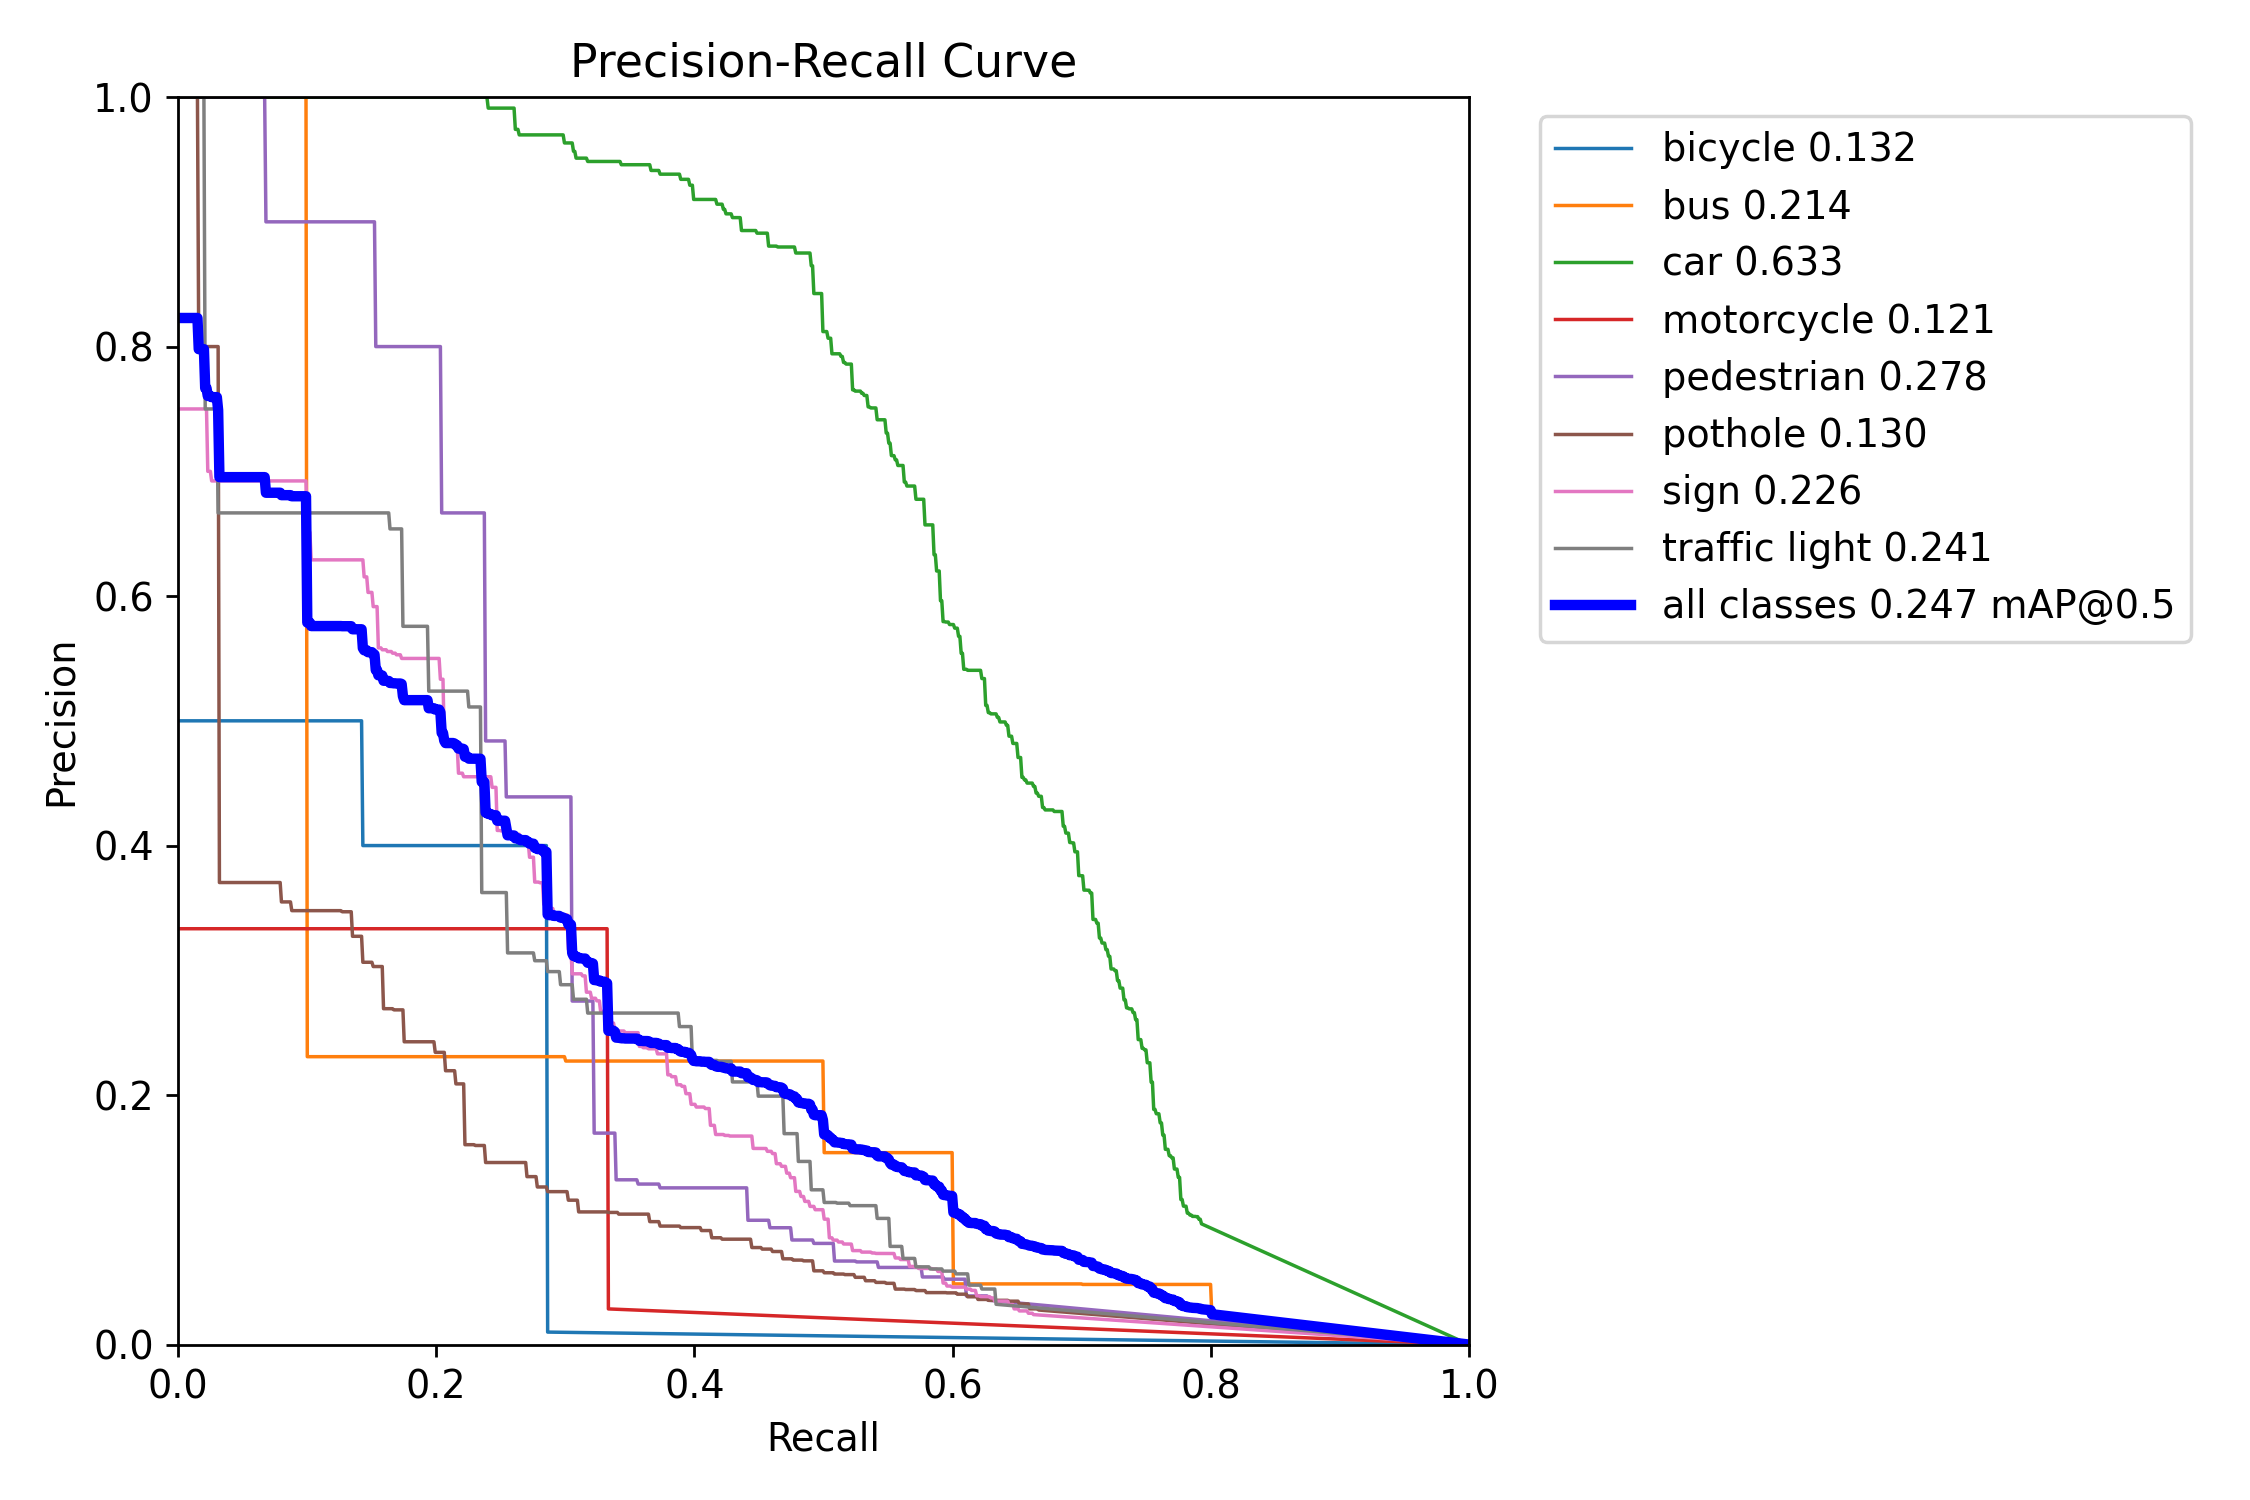 Precision-Recall Curve
1.0
0.8
0.6
0.4
0.2
0.0
Precision
0.0 0.2 0.4 0.6 0.8 1.0
Recall
bicycle 0.132
bus 0.214
car 0.633
motorcycle 0.121
pedestrian 0.278
pothole 0.130
sign 0.226
traffic light 0.241
all classes 0.247 mAP@0.5